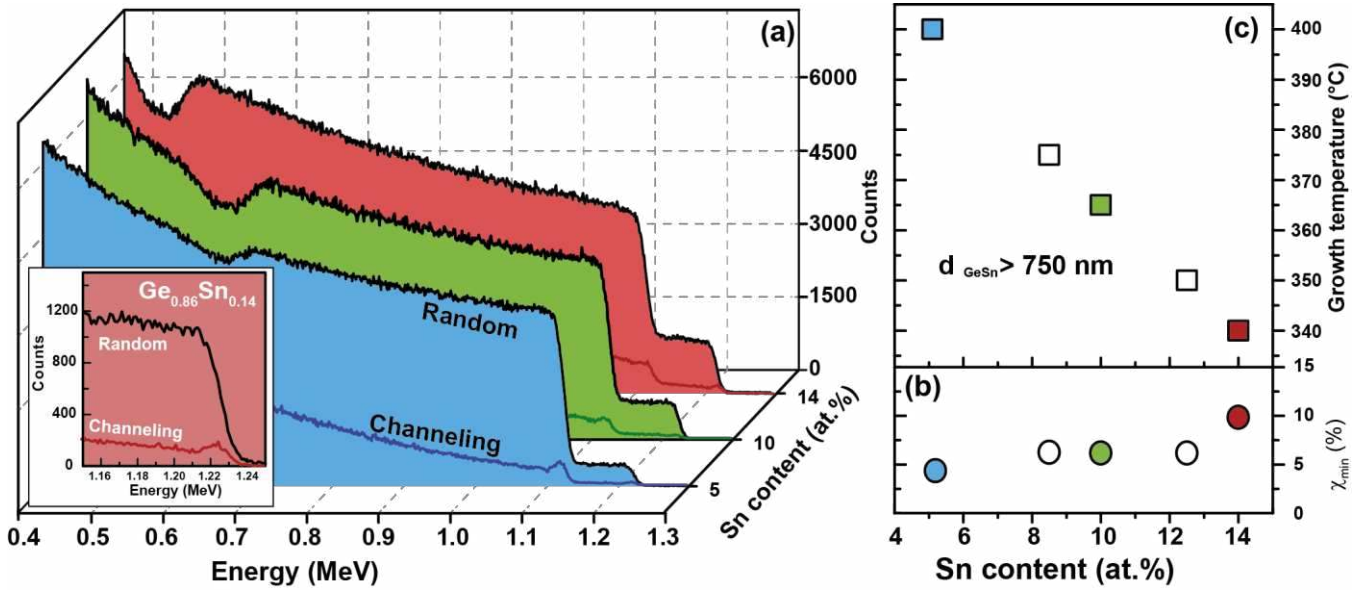 (a)
6000
4500
3000
1500
0
Counts
14
10
5
Sn content (at.%)
Random
Channeling
0.4 0.5 0.6 0.7 0.8 0.9 1.0 1.1 1.2 1.3
Energy (MeV)
Ge0.86Sn0.14
1200
800
400
0
Counts
Random
Channeling
1.16 1.18 1.20 1.22 1.24
Energy (MeV)
(c)
400
390
380
370
360
350
340
Growth temperature (°C)
d GeSn > 750 nm
(b)
15
10
5
0
χmin (%)
4 6 8 10 12 14
Sn content (at.%)